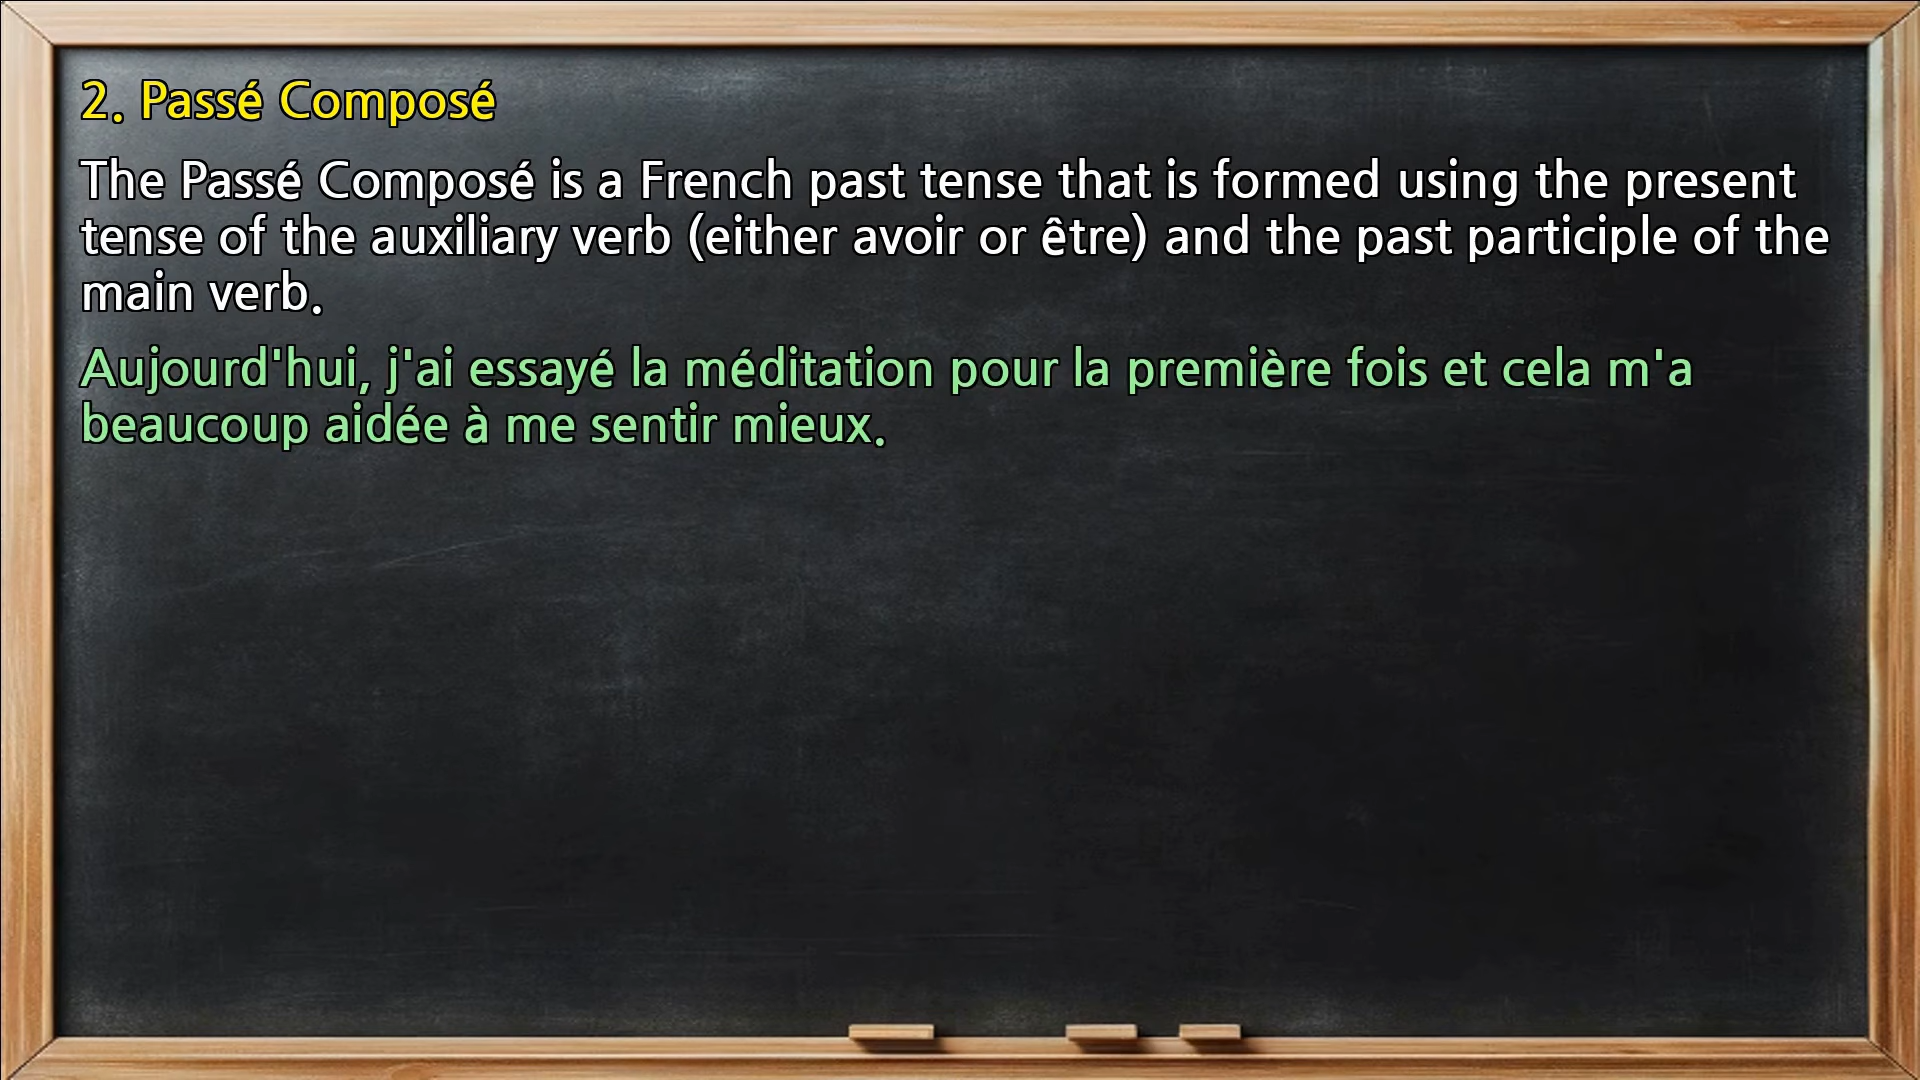 2. Passé Composé
The Passé Composé is a French past tense that is formed using the present
tense of the auxiliary verb (either avoir or être) and the past participle of the
main verb.
Aujourd'hui, j'ai essayé la méditation pour la première fois et cela m'a
beaucoup aidée à me sentir mieux.